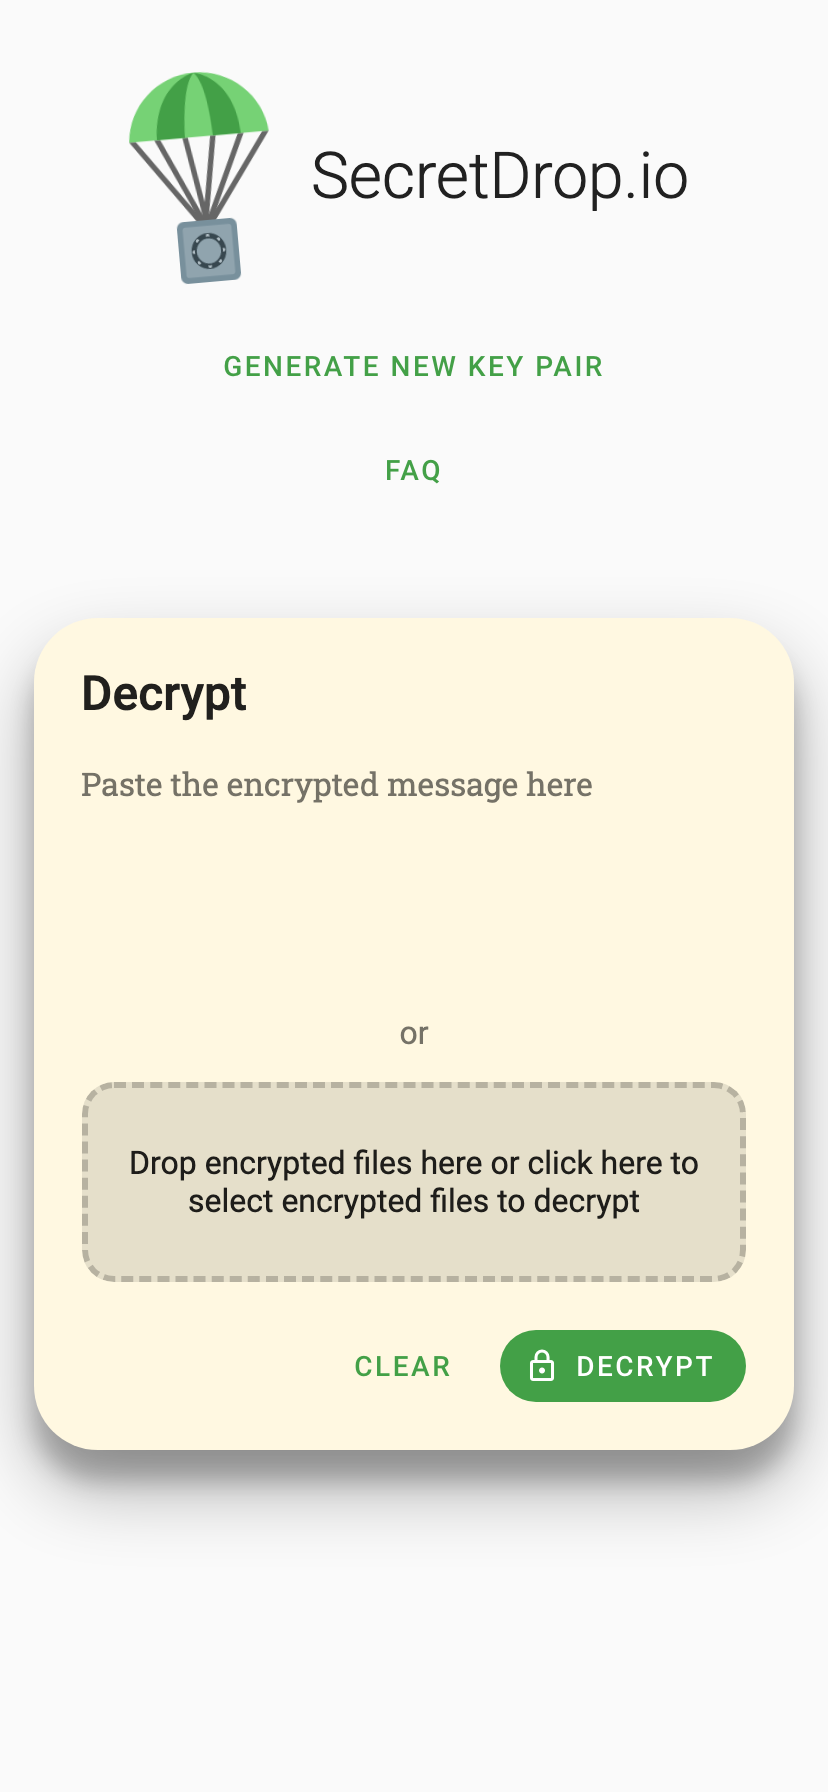 SecretDrop.io
GENERATE NEW KEY PAIR
FAQ
Decrypt
Paste the encrypted message here
or
Drop encrypted files here or click here to
select encrypted files to decrypt
CLEAR
DECRYPT